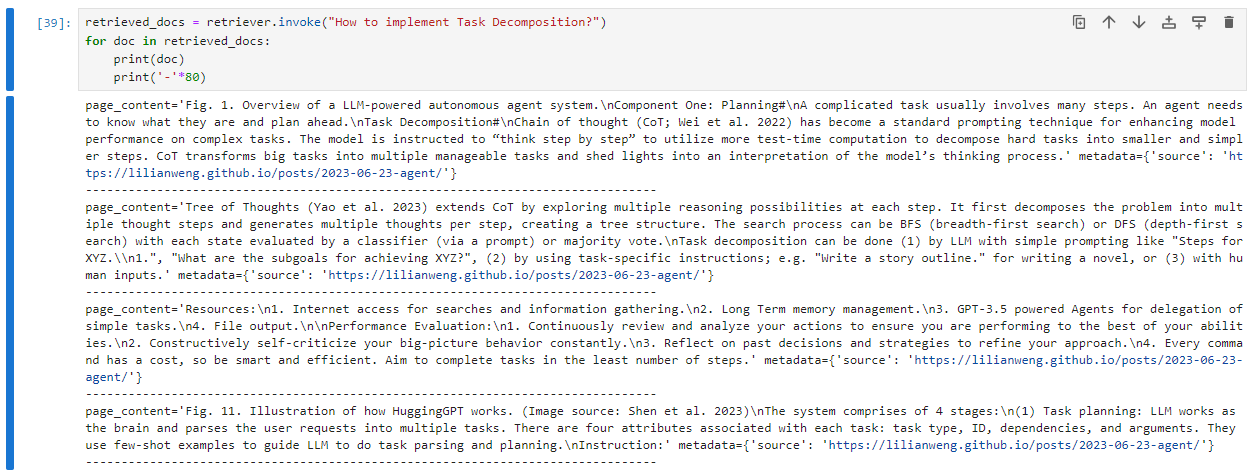 [39]: retrieved_docs = retriever.invoke("How to implement Task Decomposition?")
for doc in retrieved_docs:
    print(doc)
    print('-'*80)
page_content='Fig. 1. Overview of a LLM-powered autonomous agent system.\nComponent One: Planning#\nA complicated task usually involves many steps. An agent needs
to know what they are and plan ahead.\nTask Decomposition#\nChain of thought (CoT; Wei et al. 2022) has become a standard prompting technique for enhancing model
performance on complex tasks. The model is instructed to “think step by step” to utilize more test-time computation to decompose hard tasks into smaller and simpl
er steps. CoT transforms big tasks into multiple manageable tasks and shed lights into an interpretation of the model’s thinking process.' metadata={'source': 'ht
tps://lilianweng.github.io/posts/2023-06-23-agent/'}
--------------------------------------------------------------------------------
page_content='Tree of Thoughts (Yao et al. 2023) extends CoT by exploring multiple reasoning possibilities at each step. It first decomposes the problem into mult
iple thought steps and generates multiple thoughts per step, creating a tree structure. The search process can be BFS (breadth-first search) or DFS (depth-first s
earch) with each state evaluated by a classifier (via a prompt) or majority vote.\nTask decomposition can be done (1) by LLM with simple prompting like "Steps for
XYZ.\\n1.", "What are the subgoals for achieving XYZ?", (2) by using task-specific instructions; e.g. "Write a story outline." for writing a novel, or (3) with hu
man inputs.' metadata={'source': 'https://lilianweng.github.io/posts/2023-06-23-agent/'}
--------------------------------------------------------------------------------
page_content='Resources:\n1. Internet access for searches and information gathering.\n2. Long Term memory management.\n3. GPT-3.5 powered Agents for delegation of
simple tasks.\n4. File output.\n\nPerformance Evaluation:\n1. Continuously review and analyze your actions to ensure you are performing to the best of your abilit
ies.\n2. Constructively self-criticize your big-picture behavior constantly.\n3. Reflect on past decisions and strategies to refine your approach.\n4. Every comma
nd has a cost, so be smart and efficient. Aim to complete tasks in the least number of steps.' metadata={'source': 'https://lilianweng.github.io/posts/2023-06-23-
agent/'}
--------------------------------------------------------------------------------
page_content='Fig. 11. Illustration of how HuggingGPT works. (Image source: Shen et al. 2023)\nThe system comprises of 4 stages:\n(1) Task planning: LLM works as
the brain and parses the user requests into multiple tasks. There are four attributes associated with each task: task type, ID, dependencies, and arguments. They
use few-shot examples to guide LLM to do task parsing and planning.\nInstruction:' metadata={'source': 'https://lilianweng.github.io/posts/2023-06-23-agent/'}
--------------------------------------------------------------------------------